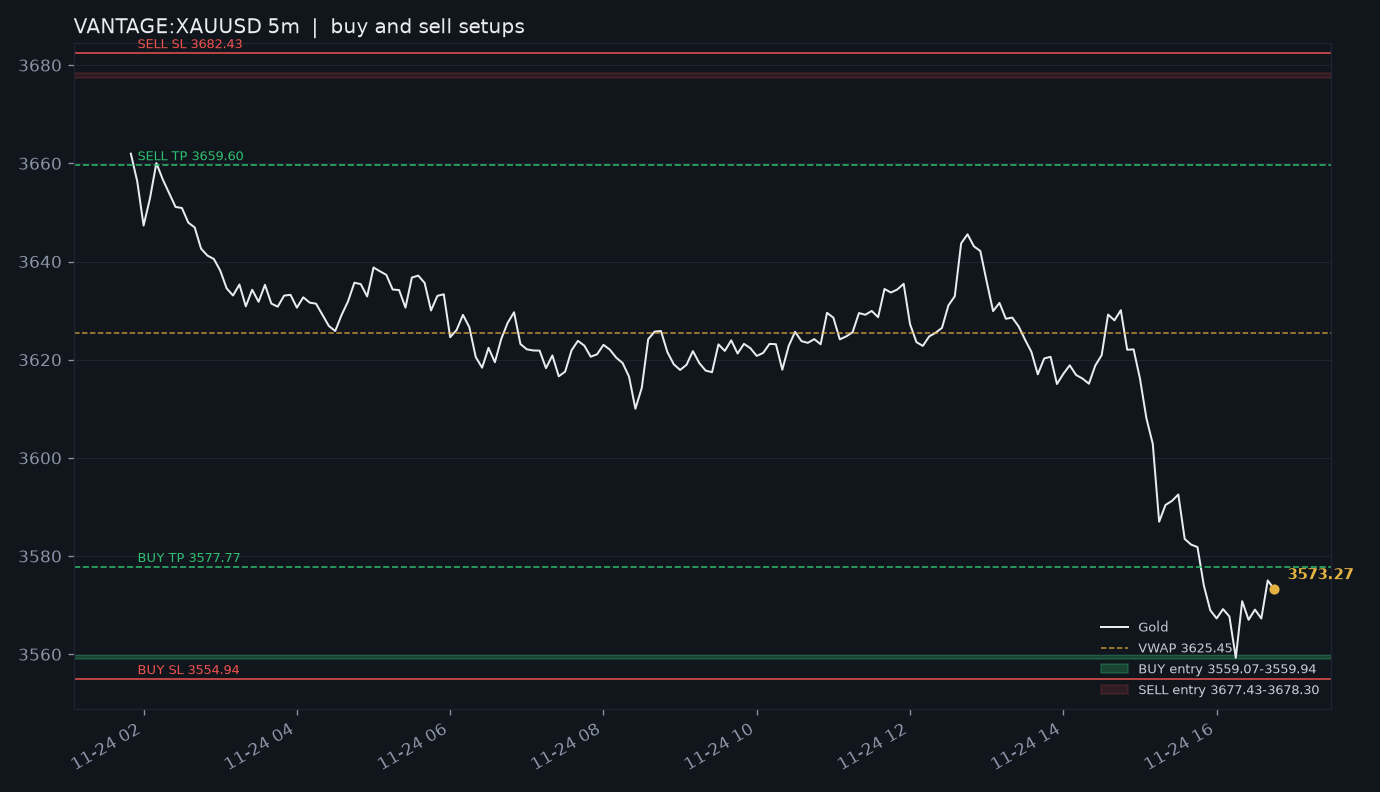 VANTAGE:XAUUSD 5m | buy and sell setups
SELL SL 3682.43
3680
3660
SELL TP 3659.60
3640
3620
3600
3580
BUY TP 3577.77
3573.27
3560
BUY SL 3554.94
Gold
VWAP 3625.45
BUY entry 3559.07-3559.94
SELL entry 3677.43-3678.30
11-24 02
11-24 04
11-24 06
11-24 08
11-24 10
11-24 12
11-24 14
11-24 16